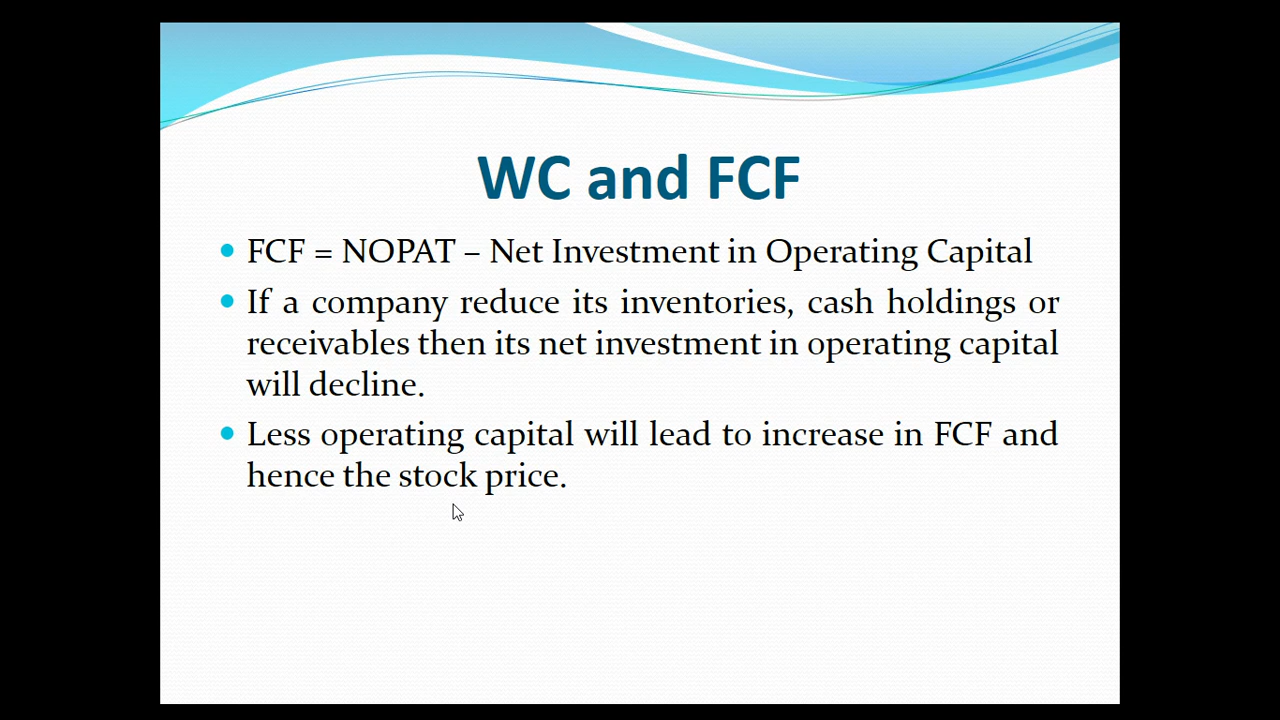 WC and FCF
FCF = NOPAT – Net Investment in Operating Capital
If a company reduce its inventories, cash holdings or
receivables then its net investment in operating capital
will decline.
Less operating capital will lead to increase in FCF and
hence the stock price.